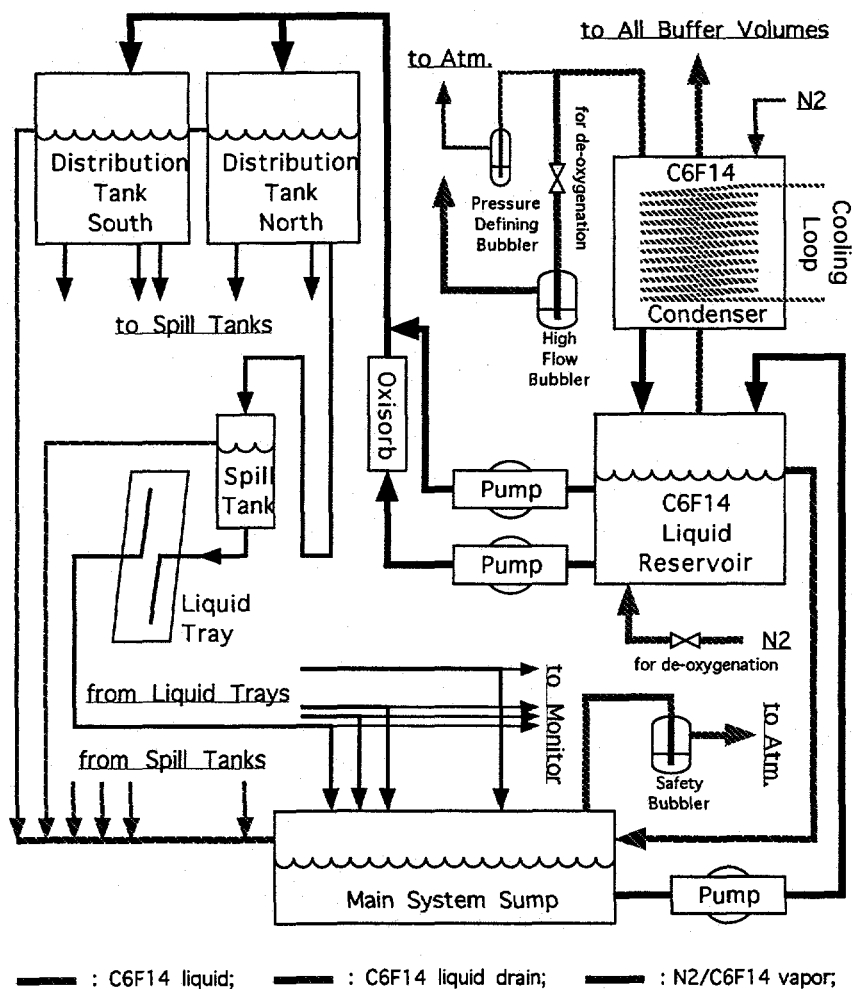 to All Buffer Volumes
to Atm.
N2
for de-oxygenation
C6F14
Distribution
Tank
South
Distribution
Tank
North
Pressure
Defining
Bubbler
Cooling
Loop
Condenser
to Spill Tanks
High
Flow
Bubbler
Oxisorb
Spill
Tank
Pump
C6F14
Liquid
Reservoir
Pump
Liquid
Tray
N2
for de-oxygenation
from Liquid Trays
to Monitor
to Atm.
from Spill Tanks
Safety
Bubbler
Main System Sump
Pump
: C6F14 liquid; : C6F14 liquid drain; : N2/C6F14 vapor;